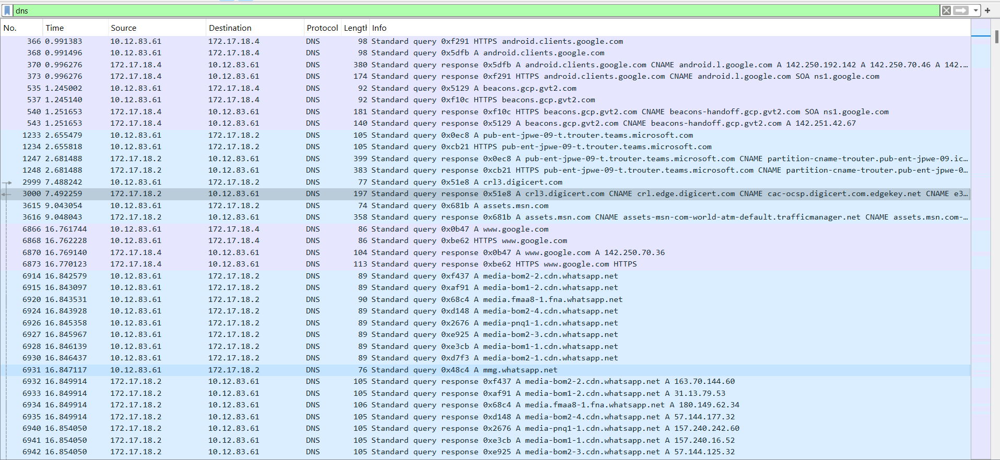 dns
No. Time Source Destination Protocol Lengtl Info
366 0.991383 10.12.83.61 172.17.18.4 DNS 98 Standard query 0xf291 HTTPS android.clients.google.com
368 0.991496 10.12.83.61 172.17.18.4 DNS 98 Standard query 0x5dfb A android.clients.google.com
370 0.996276 172.17.18.4 10.12.83.61 DNS 380 Standard query response 0x5dfb A android.clients.google.com CNAME android.l.google.com A 142.250.192.142 A 142.250.70.46 A 142.…
373 0.996276 172.17.18.4 10.12.83.61 DNS 174 Standard query response 0xf291 HTTPS android.clients.google.com CNAME android.l.google.com SOA ns1.google.com
535 1.245002 10.12.83.61 172.17.18.4 DNS 92 Standard query 0x5129 A beacons.gcp.gvt2.com
537 1.245140 10.12.83.61 172.17.18.4 DNS 92 Standard query 0xf10c HTTPS beacons.gcp.gvt2.com
540 1.251653 172.17.18.4 10.12.83.61 DNS 181 Standard query response 0xf10c HTTPS beacons.gcp.gvt2.com CNAME beacons-handoff.gcp.gvt2.com SOA ns1.google.com
543 1.251653 172.17.18.4 10.12.83.61 DNS 140 Standard query response 0x5129 A beacons.gcp.gvt2.com CNAME beacons-handoff.gcp.gvt2.com A 142.251.42.67
1233 2.655479 10.12.83.61 172.17.18.2 DNS 105 Standard query 0x0ec8 A pub-ent-jpwe-09-t.trouter.teams.microsoft.com
1234 2.655818 10.12.83.61 172.17.18.2 DNS 105 Standard query 0xcb21 HTTPS pub-ent-jpwe-09-t.trouter.teams.microsoft.com
1247 2.681488 172.17.18.2 10.12.83.61 DNS 399 Standard query response 0x0ec8 A pub-ent-jpwe-09-t.trouter.teams.microsoft.com CNAME partition-cname-trouter.pub-ent-jpwe-09.ic…
1248 2.681488 172.17.18.2 10.12.83.61 DNS 383 Standard query response 0xcb21 HTTPS pub-ent-jpwe-09-t.trouter.teams.microsoft.com CNAME partition-cname-trouter.pub-ent-jpwe-0…
2999 7.488242 10.12.83.61 172.17.18.2 DNS 77 Standard query 0x51e8 A crl3.digicert.com
3000 7.492259 172.17.18.2 10.12.83.61 DNS 197 Standard query response 0x51e8 A crl3.digicert.com CNAME crl.edge.digicert.com CNAME cac-ocsp.digicert.com.edgekey.net CNAME e3…
3615 9.043054 10.12.83.61 172.17.18.2 DNS 74 Standard query 0x681b A assets.msn.com
3616 9.048043 172.17.18.2 10.12.83.61 DNS 358 Standard query response 0x681b A assets.msn.com CNAME assets-msn-com-world-atm-default.trafficmanager.net CNAME assets.msn.com-…
6866 16.761744 10.12.83.61 172.17.18.4 DNS 86 Standard query 0x0b47 A www.google.com
6868 16.762228 10.12.83.61 172.17.18.4 DNS 86 Standard query 0xbe62 HTTPS www.google.com
6870 16.769140 172.17.18.4 10.12.83.61 DNS 104 Standard query response 0x0b47 A www.google.com A 142.250.70.36
6873 16.770123 172.17.18.4 10.12.83.61 DNS 113 Standard query response 0xbe62 HTTPS www.google.com HTTPS
6914 16.842579 10.12.83.61 172.17.18.2 DNS 89 Standard query 0xf437 A media-bom2-2.cdn.whatsapp.net
6915 16.843097 10.12.83.61 172.17.18.2 DNS 89 Standard query 0xaf91 A media-bom1-2.cdn.whatsapp.net
6920 16.843531 10.12.83.61 172.17.18.2 DNS 90 Standard query 0x68c4 A media.fmaa8-1.fna.whatsapp.net
6924 16.843928 10.12.83.61 172.17.18.2 DNS 89 Standard query 0xd148 A media-bom2-4.cdn.whatsapp.net
6926 16.845358 10.12.83.61 172.17.18.2 DNS 89 Standard query 0x2676 A media-pnq1-1.cdn.whatsapp.net
6927 16.845967 10.12.83.61 172.17.18.2 DNS 89 Standard query 0xe925 A media-bom2-3.cdn.whatsapp.net
6928 16.846139 10.12.83.61 172.17.18.2 DNS 89 Standard query 0xe3cb A media-bom1-1.cdn.whatsapp.net
6930 16.846437 10.12.83.61 172.17.18.2 DNS 89 Standard query 0xd7f3 A media-bom2-1.cdn.whatsapp.net
6931 16.847117 10.12.83.61 172.17.18.2 DNS 76 Standard query 0x48c4 A mmg.whatsapp.net
6932 16.849914 172.17.18.2 10.12.83.61 DNS 105 Standard query response 0xf437 A media-bom2-2.cdn.whatsapp.net A 163.70.144.60
6933 16.849914 172.17.18.2 10.12.83.61 DNS 105 Standard query response 0xaf91 A media-bom1-2.cdn.whatsapp.net A 31.13.79.53
6934 16.849914 172.17.18.2 10.12.83.61 DNS 106 Standard query response 0x68c4 A media.fmaa8-1.fna.whatsapp.net A 180.149.62.34
6935 16.849914 172.17.18.2 10.12.83.61 DNS 105 Standard query response 0xd148 A media-bom2-4.cdn.whatsapp.net A 57.144.177.32
6940 16.854050 172.17.18.2 10.12.83.61 DNS 105 Standard query response 0x2676 A media-pnq1-1.cdn.whatsapp.net A 157.240.242.60
6941 16.854050 172.17.18.2 10.12.83.61 DNS 105 Standard query response 0xe3cb A media-bom1-1.cdn.whatsapp.net A 157.240.16.52
6942 16.854050 172.17.18.2 10.12.83.61 DNS 105 Standard query response 0xe925 A media-bom2-3.cdn.whatsapp.net A 57.144.125.32